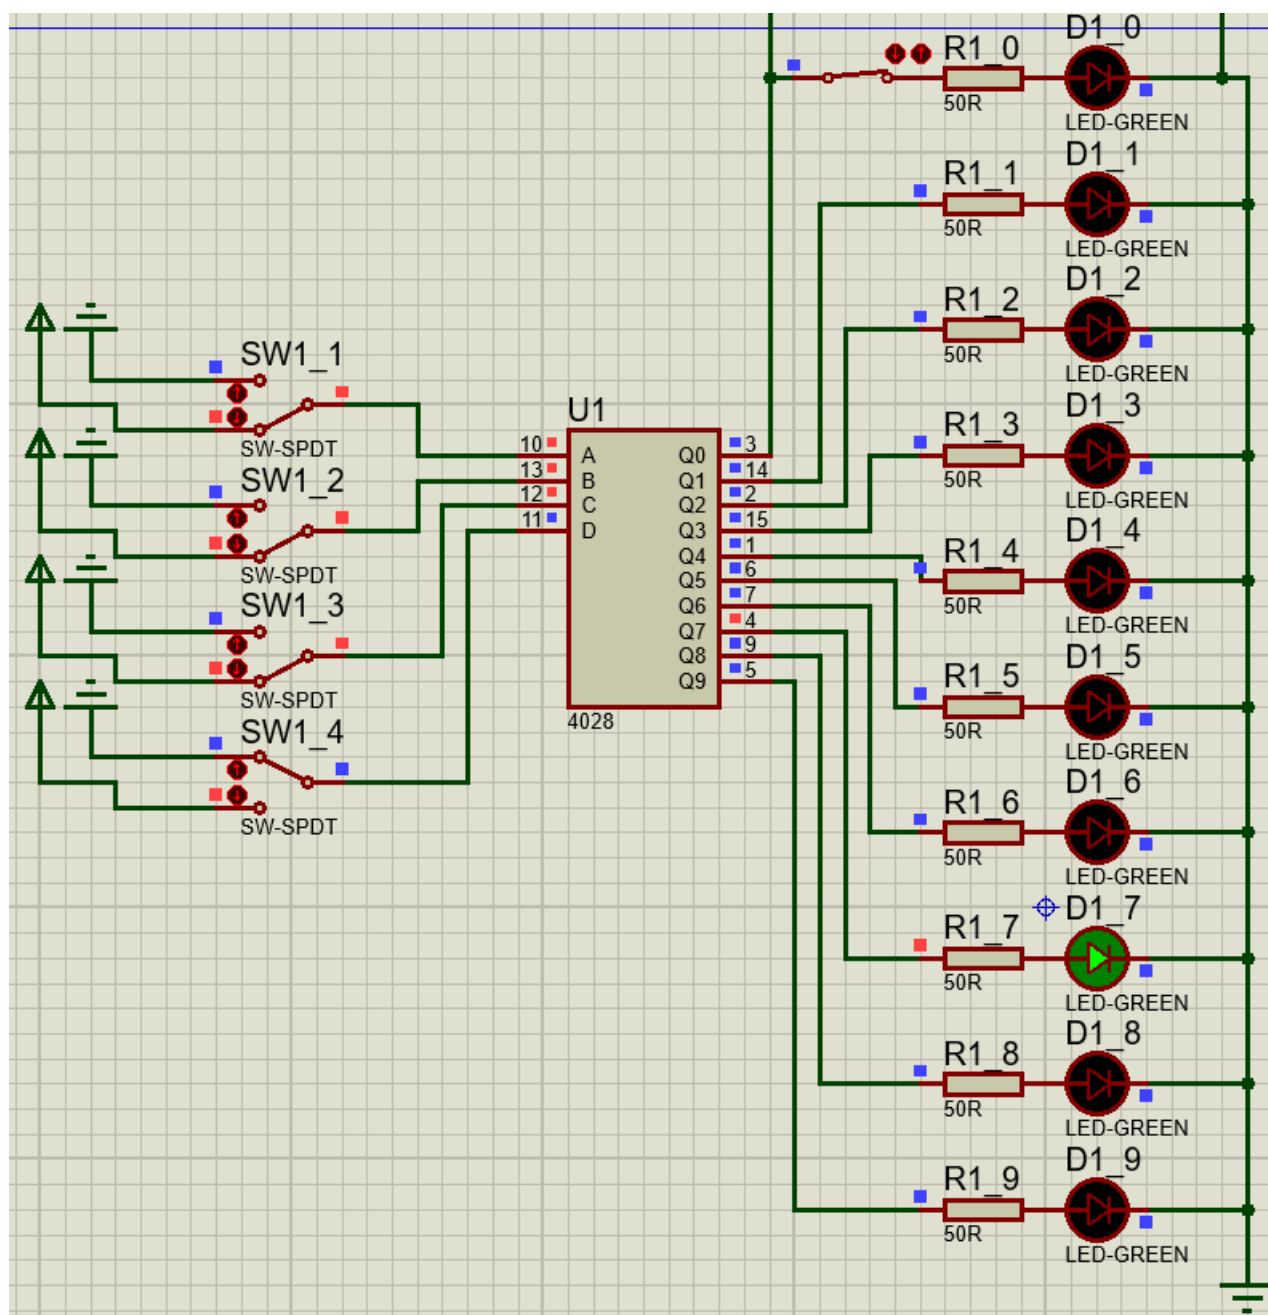 D1_0
R1_0
50R
LED-GREEN
D1_1
R1_1
50R
LED-GREEN
D1_2
R1_2
50R
LED-GREEN
SW1_1
SW-SPDT
D1_3
R1_3
50R
LED-GREEN
U1
10 A Q0 3
13 B Q1 14
12 C Q2 2
11 D Q3 15
Q4 1
Q5 6
Q6 7
Q7 4
Q8 9
Q9 5
4028
SW1_2
SW-SPDT
D1_4
R1_4
50R
LED-GREEN
SW1_3
SW-SPDT
D1_5
R1_5
50R
LED-GREEN
SW1_4
SW-SPDT
D1_6
R1_6
50R
LED-GREEN
D1_7
R1_7
50R
LED-GREEN
D1_8
R1_8
50R
LED-GREEN
D1_9
R1_9
50R
LED-GREEN